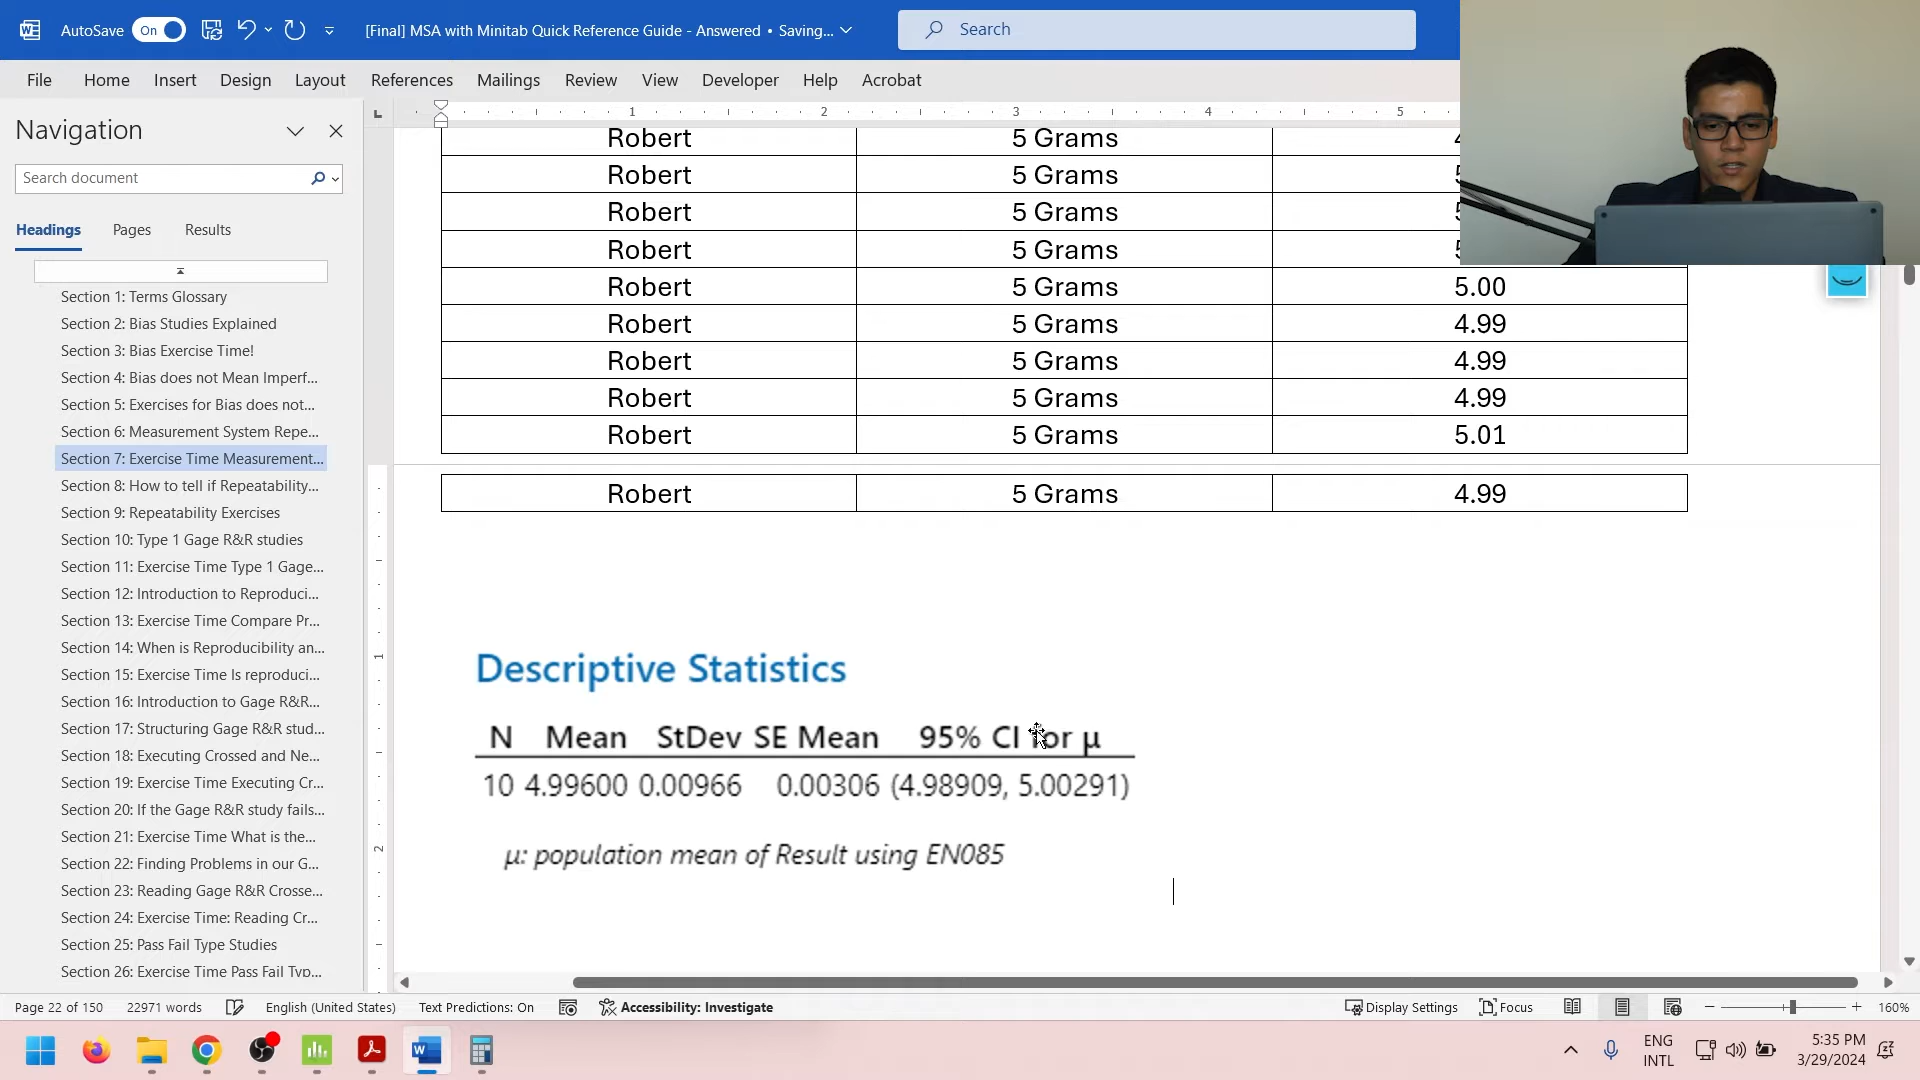 AutoSave On [Final] MSA with Minitab Quick Reference Guide - Answered • Saving... Search
File Home Insert Design Layout References Mailings Review View Developer Help Acrobat
Navigation
Search document
Headings Pages Results
Section 1: Terms Glossary
Section 2: Bias Studies Explained
Section 3: Bias Exercise Time!
Section 4: Bias does not Mean Imperf...
Section 5: Exercises for Bias does not...
Section 6: Measurement System Repe...
Section 7: Exercise Time Measurement...
Section 8: How to tell if Repeatability...
Section 9: Repeatability Exercises
Section 10: Type 1 Gage R&R studies
Section 11: Exercise Time Type 1 Gage...
Section 12: Introduction to Reproduci...
Section 13: Exercise Time Compare Pr...
Section 14: When is Reproducibility an...
Section 15: Exercise Time Is reproduci...
Section 16: Introduction to Gage R&R...
Section 17: Structuring Gage R&R stud...
Section 18: Executing Crossed and Ne...
Section 19: Exercise Time Executing Cr...
Section 20: If the Gage R&R study fails...
Section 21: Exercise Time What is the...
Section 22: Finding Problems in our G...
Section 23: Reading Gage R&R Crosse...
Section 24: Exercise Time: Reading Cr...
Section 25: Pass Fail Type Studies
Section 26: Exercise Time Pass Fail Typ...
1 2 3 4 5
1
2
Robert 5 Grams
Robert 5 Grams
Robert 5 Grams
Robert 5 Grams
Robert 5 Grams 5.00
Robert 5 Grams 4.99
Robert 5 Grams 4.99
Robert 5 Grams 4.99
Robert 5 Grams 5.01
Robert 5 Grams 4.99
Descriptive Statistics
N Mean StDev SE Mean 95% CI for μ
10 4.99600 0.00966 0.00306 (4.98909, 5.00291)
μ: population mean of Result using EN085
Page 22 of 150 22971 words English (United States) Text Predictions: On Accessibility: Investigate Display Settings Focus 160%
ENG 5:35 PM
INTL 3/29/2024